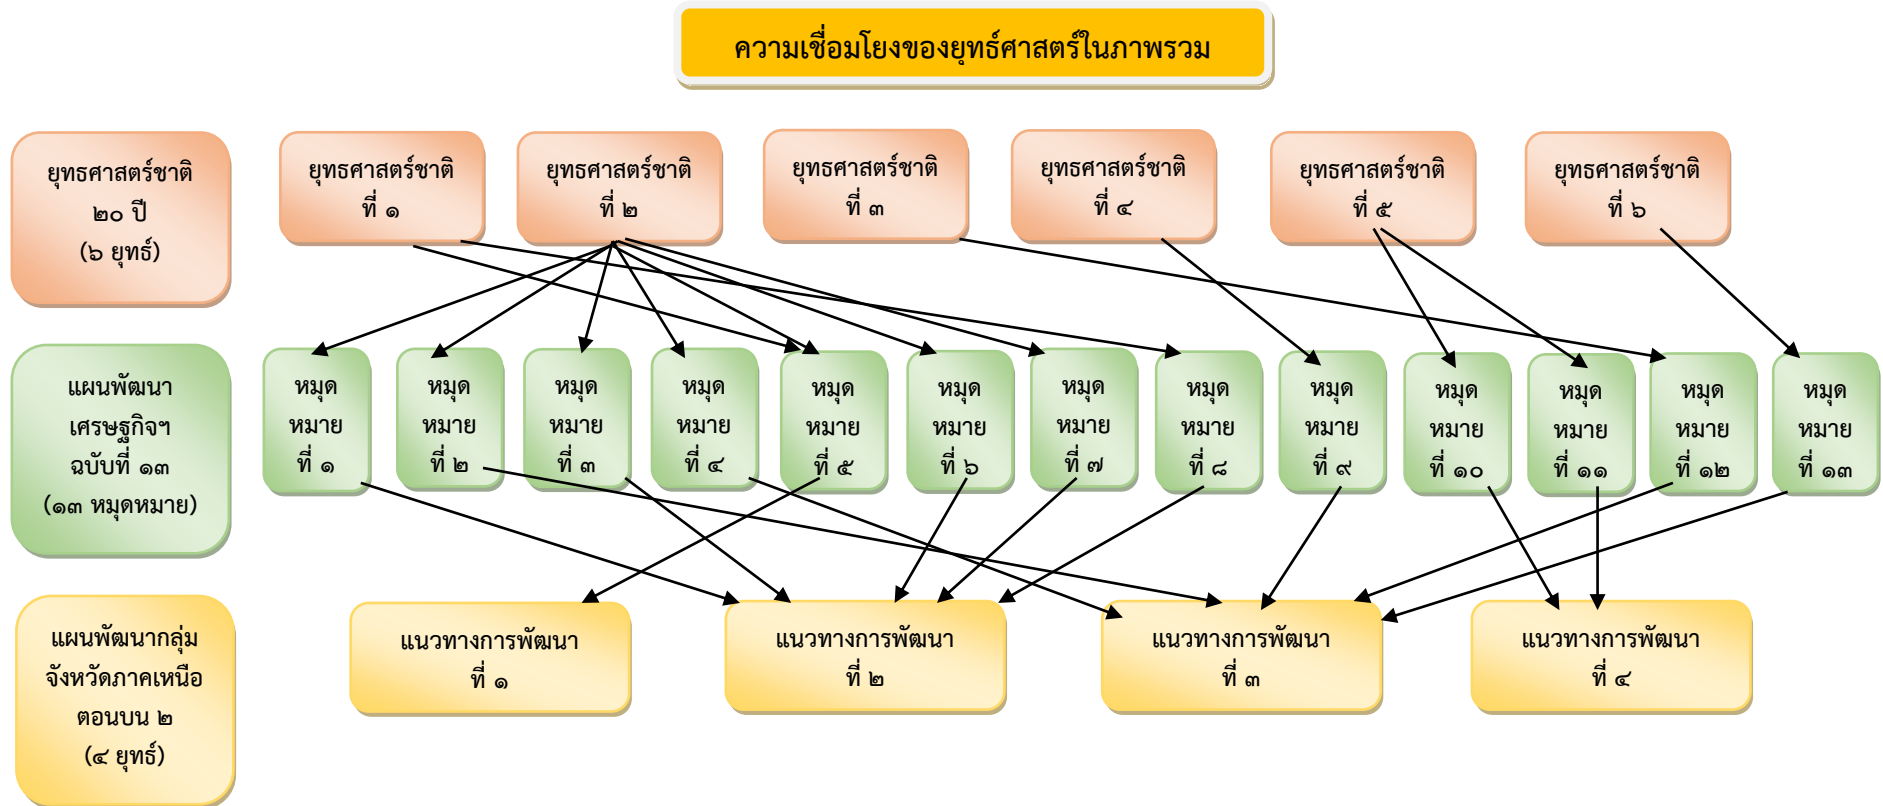 ความเชื่อมโยงของยุทธ์ศาสตร์ในภาพรวม
ยุทธศาสตร์ชาติ
๒๐ ปี
(๖ ยุทธ์)
ยุทธศาสตร์ชาติ
ที่ ๑
ยุทธศาสตร์ชาติ
ที่ ๒
ยุทธศาสตร์ชาติ
ที่ ๓
ยุทธศาสตร์ชาติ
ที่ ๔
ยุทธศาสตร์ชาติ
ที่ ๕
ยุทธศาสตร์ชาติ
ที่ ๖
แผนพัฒนา
เศรษฐกิจฯ
ฉบับที่ ๑๓
(๑๓ หมุดหมาย)
หมุด
หมาย
ที่ ๑
หมุด
หมาย
ที่ ๒
หมุด
หมาย
ที่ ๓
หมุด
หมาย
ที่ ๔
หมุด
หมาย
ที่ ๕
หมุด
หมาย
ที่ ๖
หมุด
หมาย
ที่ ๗
หมุด
หมาย
ที่ ๘
หมุด
หมาย
ที่ ๙
หมุด
หมาย
ที่ ๑๐
หมุด
หมาย
ที่ ๑๑
หมุด
หมาย
ที่ ๑๒
หมุด
หมาย
ที่ ๑๓
แผนพัฒนากลุ่ม
จังหวัดภาคเหนือ
ตอนบน ๒
(๔ ยุทธ์)
แนวทางการพัฒนา
ที่ ๑
แนวทางการพัฒนา
ที่ ๒
แนวทางการพัฒนา
ที่ ๓
แนวทางการพัฒนา
ที่ ๔